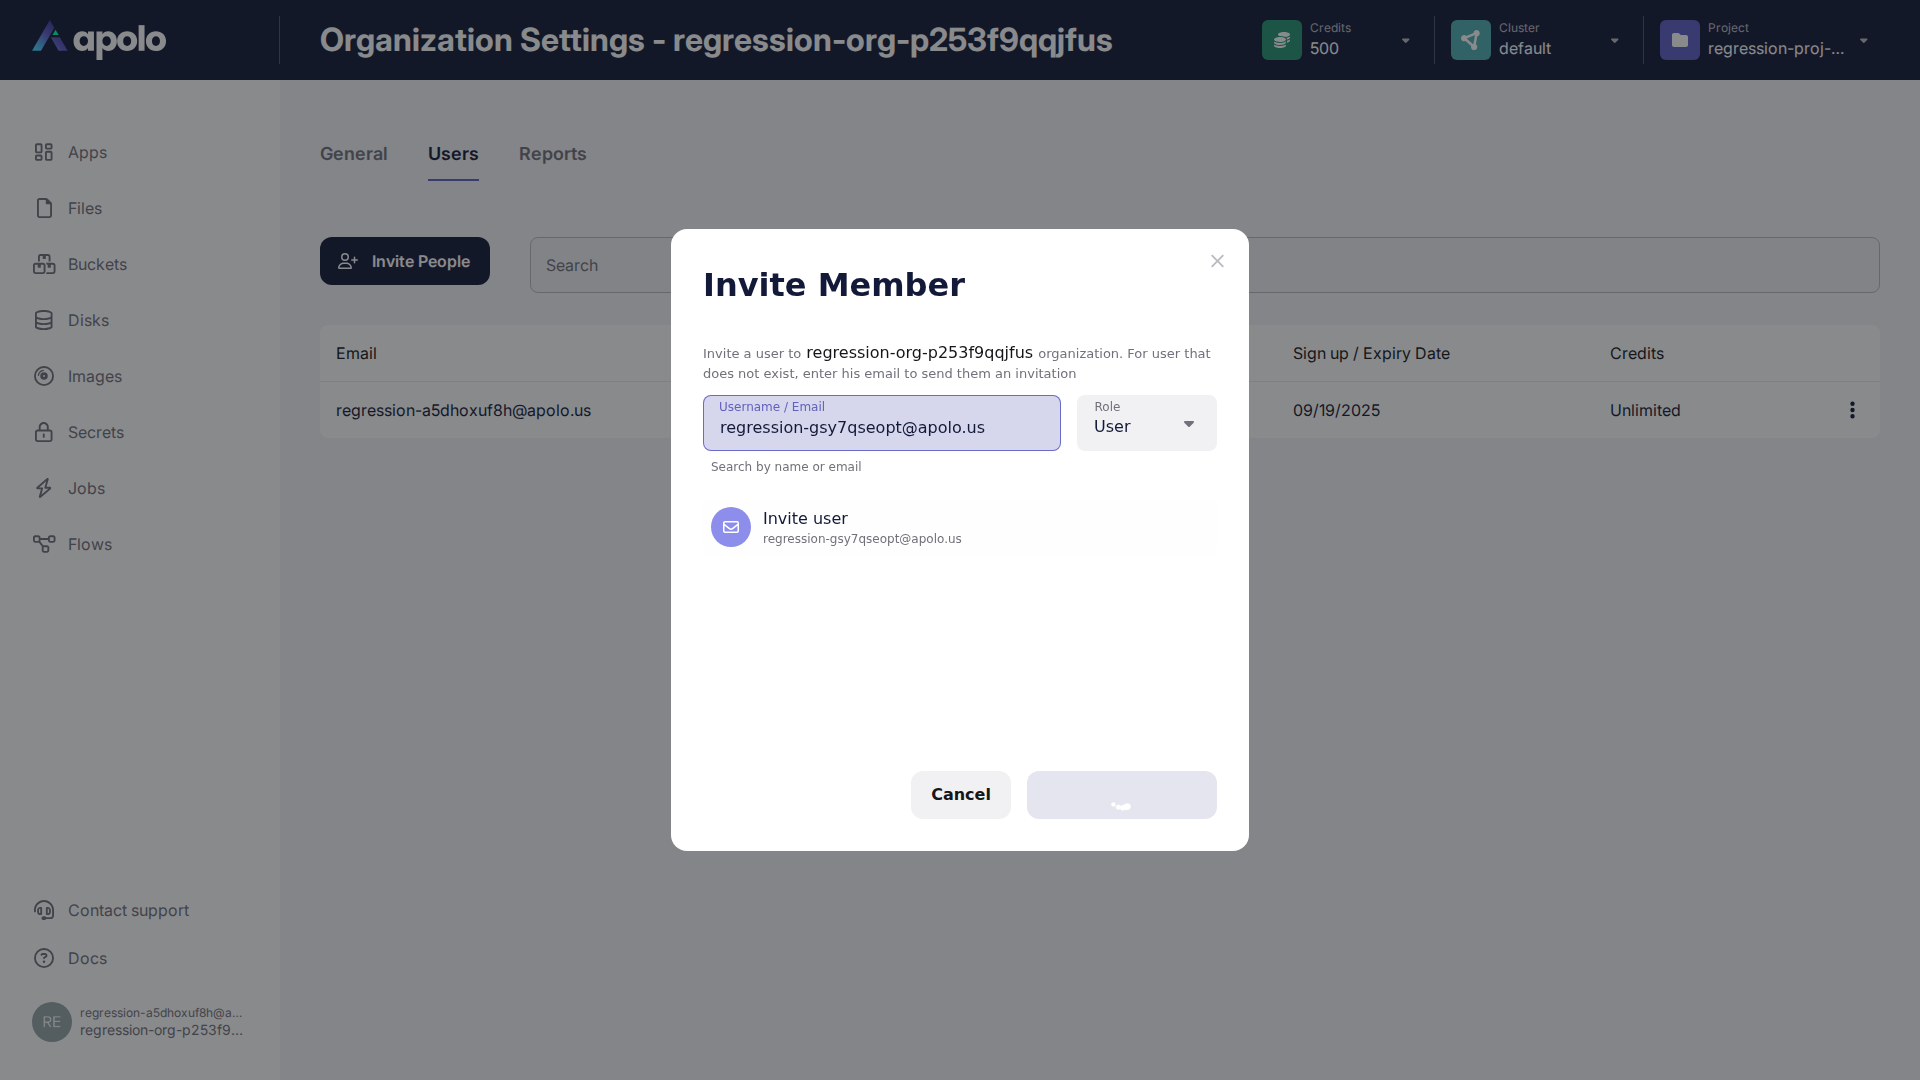 apolo
Organization Settings - regression-org-p253f9qqjfus
Credits
500
Cluster
default
Project
regression-proj-...
Apps
Files
Buckets
Disks
Images
Secrets
Jobs
Flows
Contact support
Docs
RE
regression-a5dhoxuf8h@a...
regression-org-p253f9...
General
Users
Reports
Invite People
Search
Email
Sign up / Expiry Date
Credits
regression-a5dhoxuf8h@apolo.us
09/19/2025
Unlimited
Invite Member
Invite a user to regression-org-p253f9qqjfus organization. For user that
does not exist, enter his email to send them an invitation
Username / Email
regression-gsy7qseopt@apolo.us
Role
User
Search by name or email
Invite user
regression-gsy7qseopt@apolo.us
Cancel